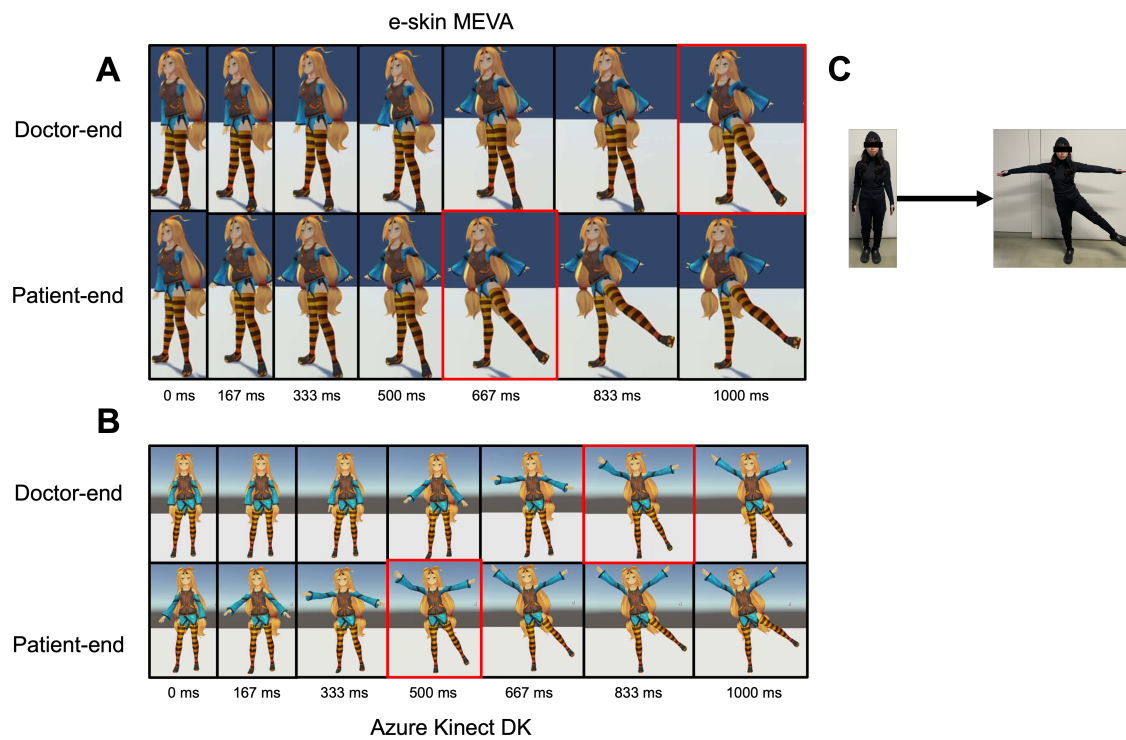 e-skin MEVA
A
C
Doctor-end
Patient-end
0 ms 167 ms 333 ms 500 ms 667 ms 833 ms 1000 ms
B
Doctor-end
Patient-end
0 ms 167 ms 333 ms 500 ms 667 ms 833 ms 1000 ms
Azure Kinect DK